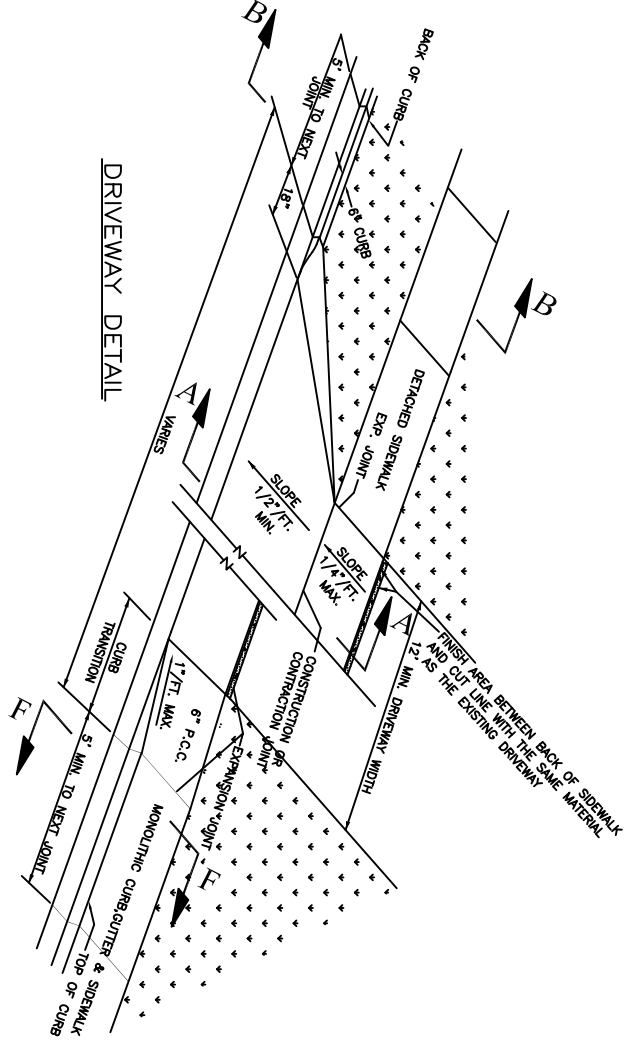 B
BACK OF CURB
5' MIN. TO NEXT
JOINT
18"
6" CURB
B
DETACHED SIDEWALK
EXP. JOINT
DRIVEWAY DETAIL
A
VARIES
SLOPE
1/2"/FT.
MIN.
SLOPE
1/4"/FT.
MAX.
N
N
A
FINISH AREA BETWEEN BACK OF SIDEWALK
AND CUT LINE WITH THE SAME MATERIAL
AS THE EXISTING DRIVEWAY
12'
MIN. DRIVEWAY WIDTH
CONSTRUCTION OR
CONTRACTION JOINT
EXPANSION JOINT
CURB
TRANSITION
1"/FT. MAX.
6" P.C.C.
F
5' MIN. TO NEXT JOINT
F
MONOLITHIC CURB,GUTTER & SIDEWALK
TOP OF CURB